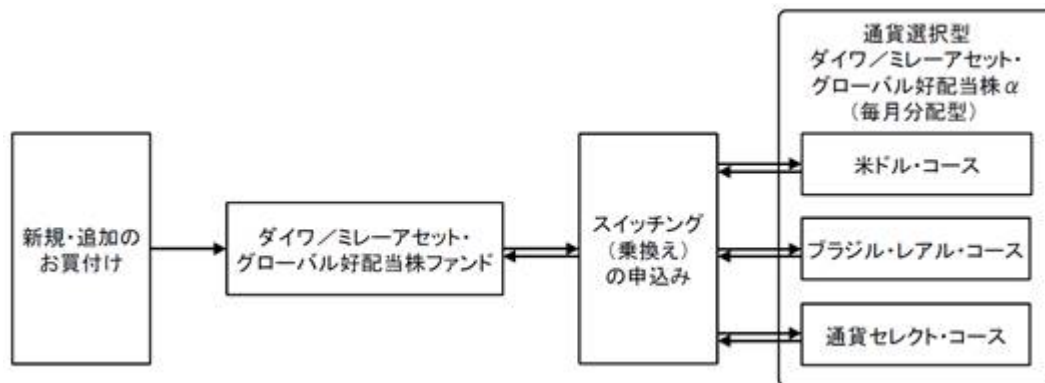 新規・追加の
お買付け
ダイワ／ミレーアセット・
グローバル好配当株ファンド
スイッチング
（乗換え）
の申込み
通貨選択型
ダイワ／ミレーアセット・
グローバル好配当株α
（毎月分配型）
米ドル・コース
ブラジル・レアル・コース
通貨セレクト・コース